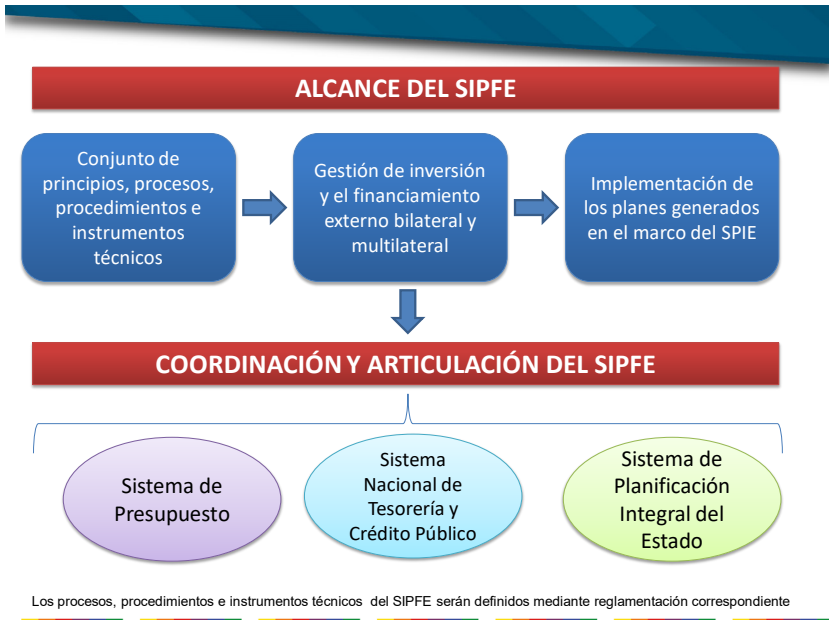 ALCANCE DEL SIPFE
Conjunto de
principios, procesos,
procedimientos e
instrumentos
técnicos
Gestión de inversión
y el financiamiento
externo bilateral y
multilateral
Implementación de
los planes generados
en el marco del SPIE
COORDINACIÓN Y ARTICULACIÓN DEL SIPFE
Sistema de
Presupuesto
Sistema
Nacional de
Tesorería y
Crédito Público
Sistema de
Planificación
Integral del
Estado
Los procesos, procedimientos e instrumentos técnicos del SIPFE serán definidos mediante reglamentación correspondiente